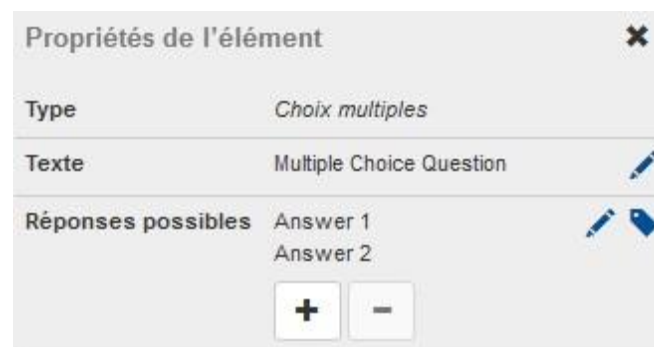 Propriétés de l'élément
Type Choix multiples
Texte Multiple Choice Question
Réponses possibles Answer 1
Answer 2